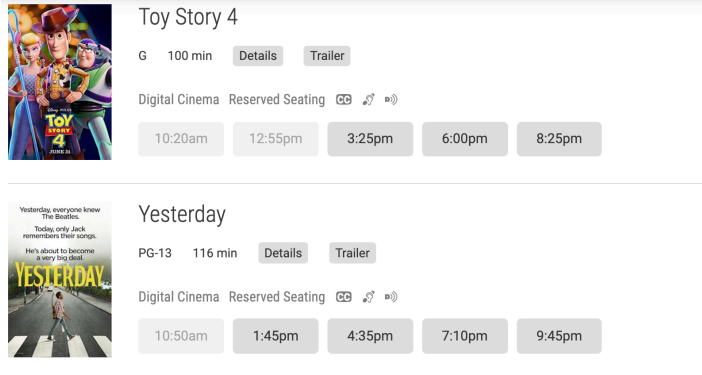 Toy Story 4
G 100 min Details Trailer
Digital Cinema Reserved Seating CC D
10:20am 12:55pm 3:25pm 6:00pm 8:25pm
Disney PIXAR
TOY
STORY
4
JUNE 21
Yesterday
PG-13 116 min Details Trailer
Digital Cinema Reserved Seating CC D
10:50am 1:45pm 4:35pm 7:10pm 9:45pm
Yesterday, everyone knew
The Beatles.
Today, only Jack
remembers their songs.
He's about to become
a very big deal.
YESTERDAY